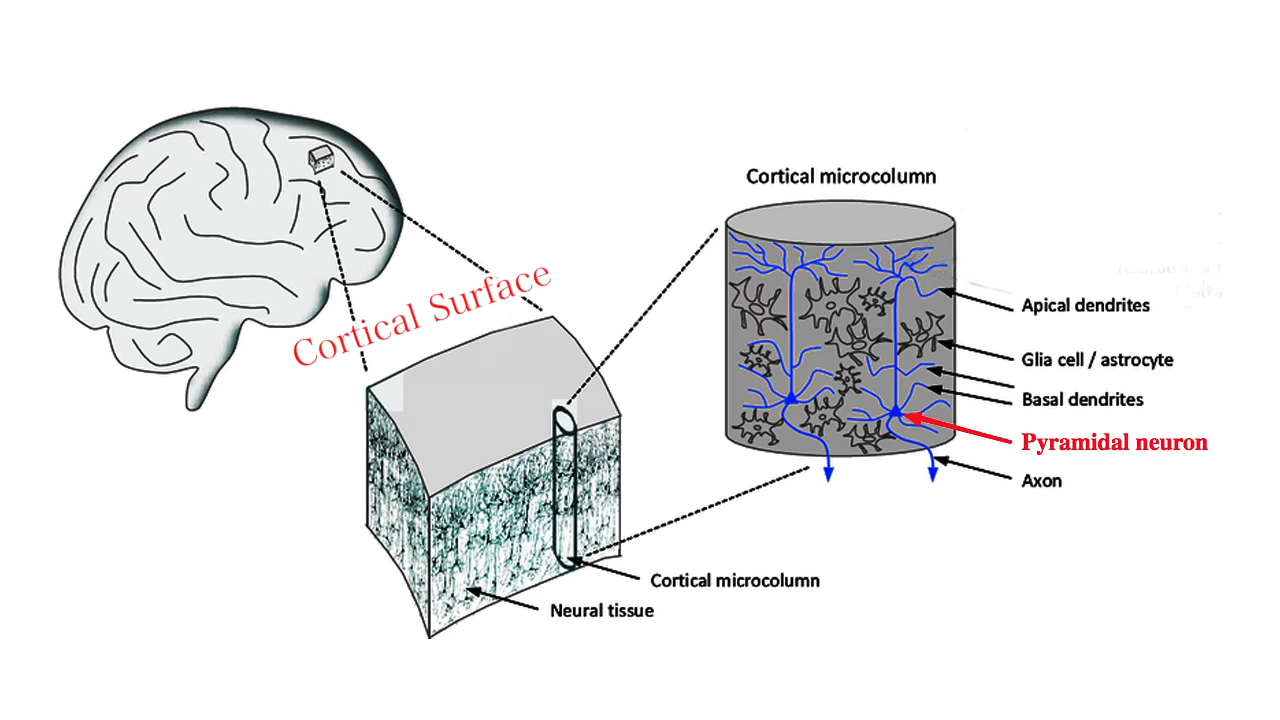 Cortical microcolumn
Cortical Surface
Apical dendrites
Glia cell / astrocyte
Basal dendrites
Pyramidal neuron
Axon
Cortical microcolumn
Neural tissue